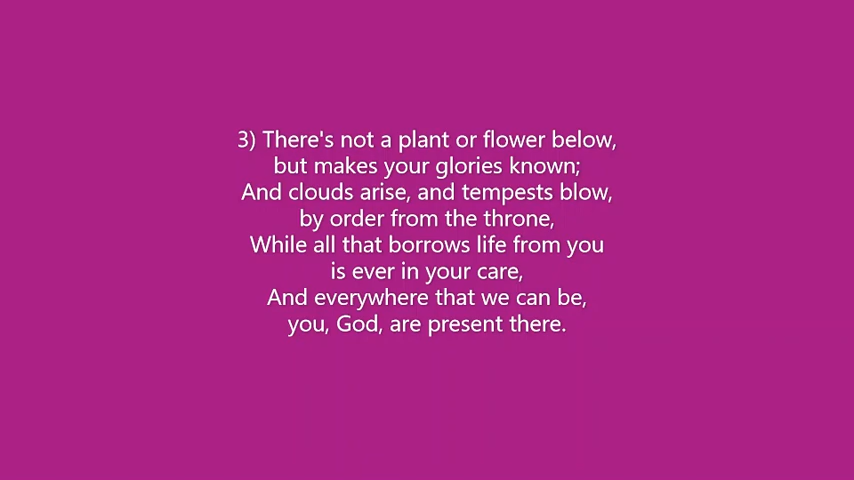 3) There's not a plant or flower below,
but makes your glories known;
And clouds arise, and tempests blow,
by order from the throne,
While all that borrows life from you
is ever in your care,
And everywhere that we can be,
you, God, are present there.